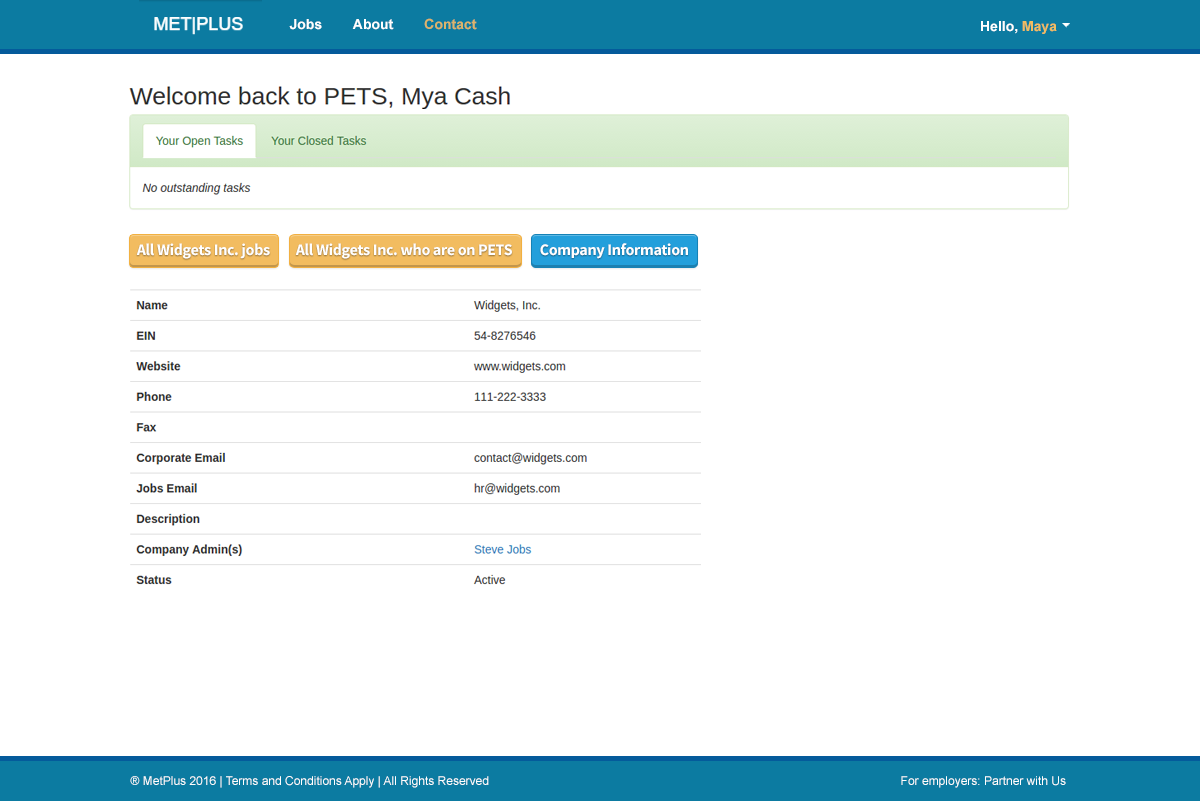 MET|PLUS Jobs About Contact Hello, Maya
Welcome back to PETS, Mya Cash
Your Open Tasks Your Closed Tasks
No outstanding tasks
All Widgets Inc. jobs All Widgets Inc. who are on PETS Company Information
Name Widgets, Inc.
EIN 54-8276546
Website www.widgets.com
Phone 111-222-3333
Fax
Corporate Email contact@widgets.com
Jobs Email hr@widgets.com
Description
Company Admin(s) Steve Jobs
Status Active
® MetPlus 2016 | Terms and Conditions Apply | All Rights Reserved For employers: Partner with Us